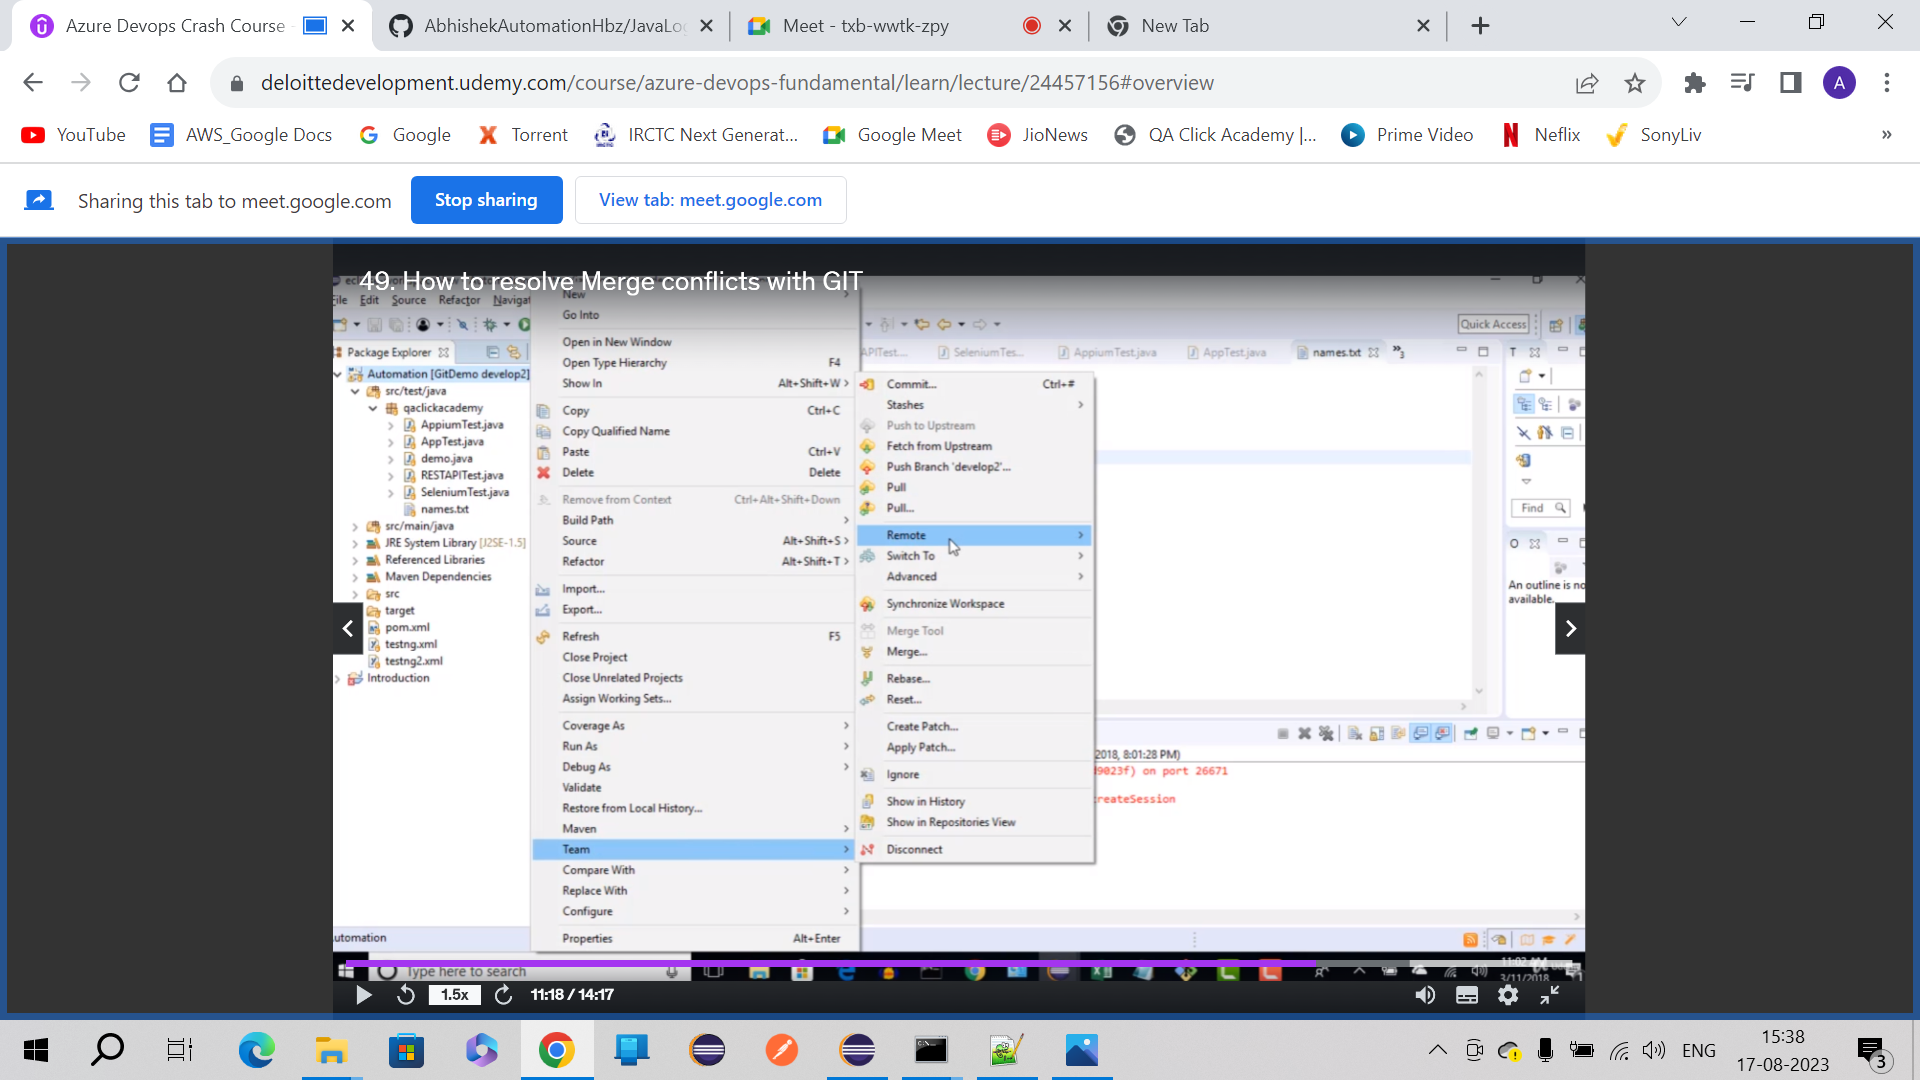 Azure Devops Crash Course
AbhishekAutomationHbz/JavaLo
Meet - txb-wwtk-zpy
New Tab
deloittedevelopment.udemy.com/course/azure-devops-fundamental/learn/lecture/24457156#overview
A
YouTube
AWS_Google Docs
Google
Torrent
IRCTC Next Generat...
Google Meet
JioNews
QA Click Academy |...
Prime Video
Neflix
SonyLiv
»
Sharing this tab to meet.google.com
Stop sharing
View tab: meet.google.com
49. How to resolve Merge conflicts with GIT
Edit Source Refactor Navigat
Quick Access
Package Explorer
Automation [GitDemo develop2]
src/test/java
qaclickacademy
AppiumTest.java
AppTest.java
demo.java
RESTAPITest.java
SeleniumTest.java
names.txt
src/main/java
JRE System Library [J2SE-1.5]
Referenced Libraries
Maven Dependencies
src
target
pom.xml
testng.xml
testng2.xml
Introduction
New
Go Into
Open in New Window
Open Type Hierarchy F4
Show In Alt+Shift+W
Copy Ctrl+C
Copy Qualified Name
Paste Ctrl+V
Delete Delete
Remove from Context Ctrl+Alt+Shift+Down
Build Path
Source Alt+Shift+S
Refactor Alt+Shift+T
Import...
Export...
Refresh F5
Close Project
Close Unrelated Projects
Assign Working Sets...
Coverage As
Run As
Debug As
Validate
Restore from Local History...
Maven
Team
Compare With
Replace With
Configure
Properties Alt+Enter
Commit... Ctrl+#
Stashes
Push to Upstream
Fetch from Upstream
Push Branch 'develop2'...
Pull
Pull...
Remote
Switch To
Advanced
Synchronize Workspace
Merge Tool
Merge...
Rebase...
Reset...
Create Patch...
Apply Patch...
Ignore
Show in History
Show in Repositories View
Disconnect
APITest...
SeleniumTes...
AppiumTest.java
AppTest.java
names.txt
»3
T
Find
O
An outline is no
available.
2018, 8:01:28 PM)
9023f) on port 26671
reateSession
utomation
Type here to search
11:02
3/11/2018
1.5x
11:18 / 14:17
ENG
15:38
17-08-2023
3